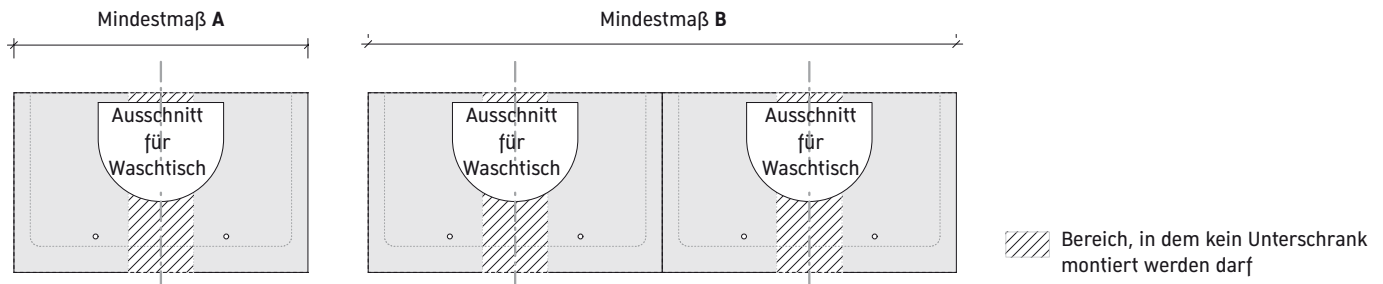 Mindestmaß A
Mindestmaß B
Ausschnitt
für
Waschtisch
Ausschnitt
für
Waschtisch
Ausschnitt
für
Waschtisch
Bereich, in dem kein Unterschrank
montiert werden darf